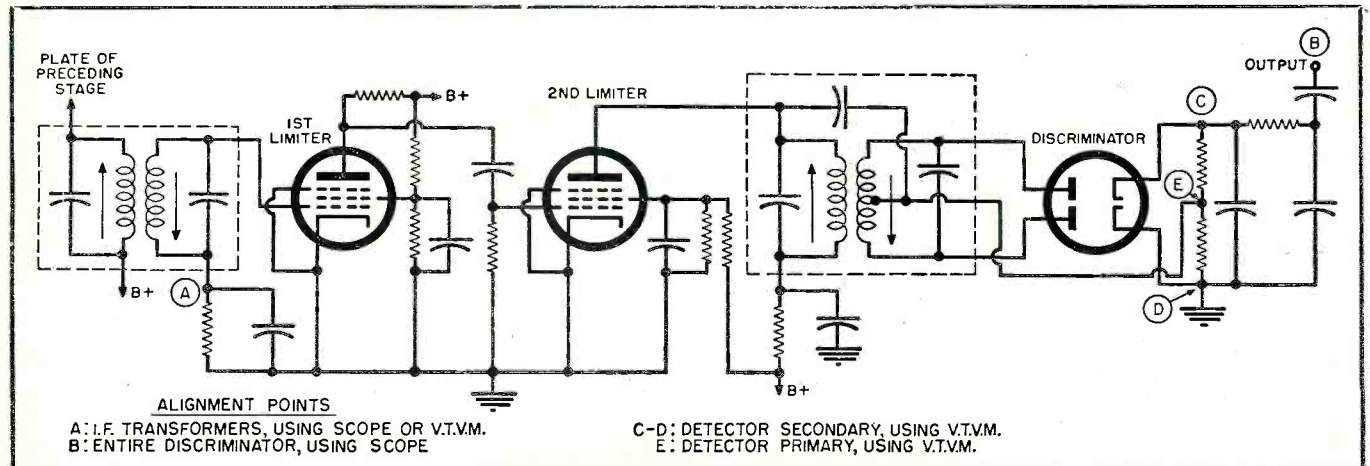 PLATE OF
PRECEDING
STAGE
B+
A
1ST
LIMITER
B+
2ND LIMITER
B+
DISCRIMINATOR
B
OUTPUT
C
E
D
ALIGNMENT POINTS
A: I.F. TRANSFORMERS, USING SCOPE OR V.T.V.M.
B: ENTIRE DISCRIMINATOR, USING SCOPE
C-D: DETECTOR SECONDARY, USING V.T.V.M.
E: DETECTOR PRIMARY, USING V.T.V.M.